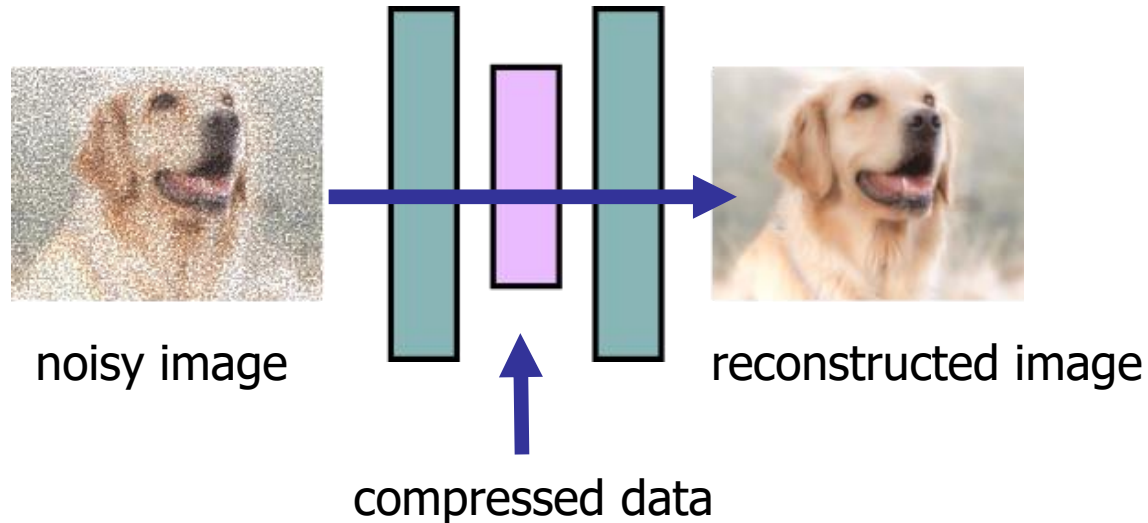 noisy image
reconstructed image
compressed data